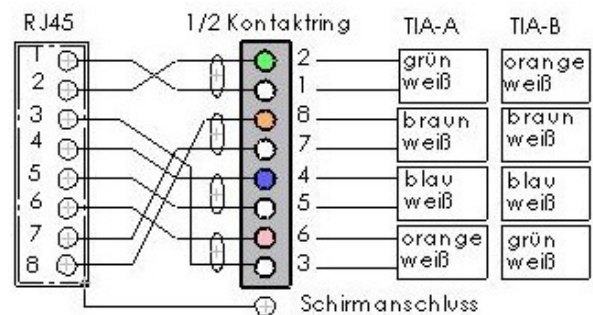 RJ45 1/2 Kontaktring TIA-A TIA-B
1 2 grün orange
2 1 weiß weiß
3 8 braun braun
4 7 weiß weiß
5 4 blau blau
6 5 weiß weiß
7 6 orange grün
8 3 weiß weiß
Schirmanschluss